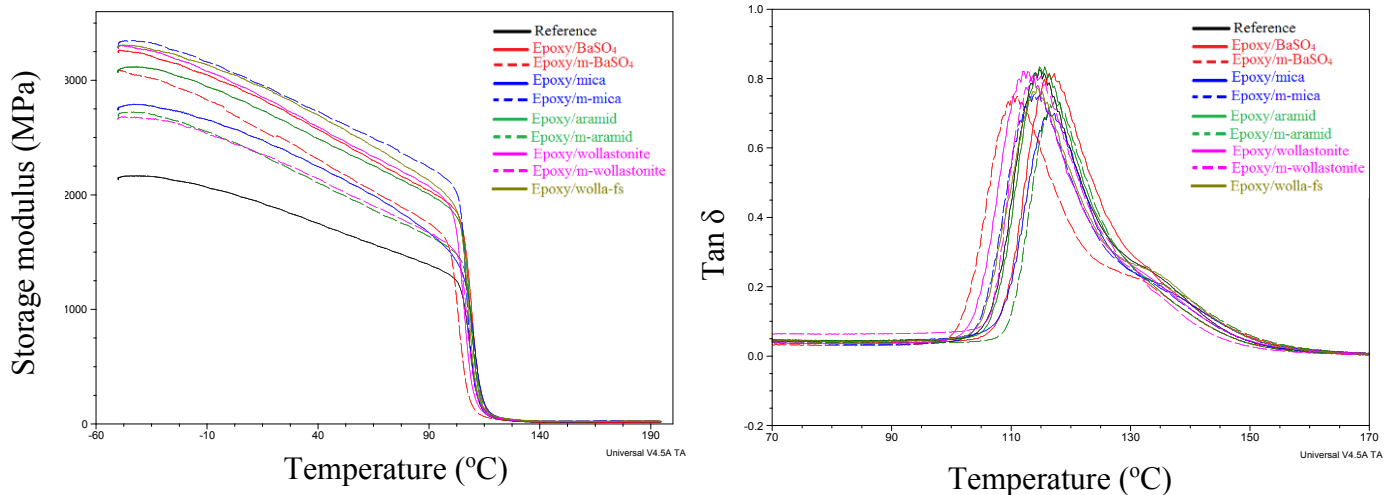 Storage modulus (MPa)
3000
2000
1000
0
-60
-10
40
90
140
190
Temperature (ºC)
Universal V4.5A TA
Reference
Epoxy/BaSO₄
Epoxy/m-BaSO₄
Epoxy/mica
Epoxy/m-mica
Epoxy/aramid
Epoxy/m-aramid
Epoxy/wollastonite
Epoxy/m-wollastonite
Epoxy/wolla-fs
Tan δ
1.0
0.8
0.6
0.4
0.2
0.0
-0.2
70
90
110
130
150
170
Temperature (ºC)
Universal V4.5A TA
Reference
Epoxy/BaSO₄
Epoxy/m-BaSO₄
Epoxy/mica
Epoxy/m-mica
Epoxy/aramid
Epoxy/m-aramid
Epoxy/wollastonite
Epoxy/m-wollastonite
Epoxy/wolla-fs